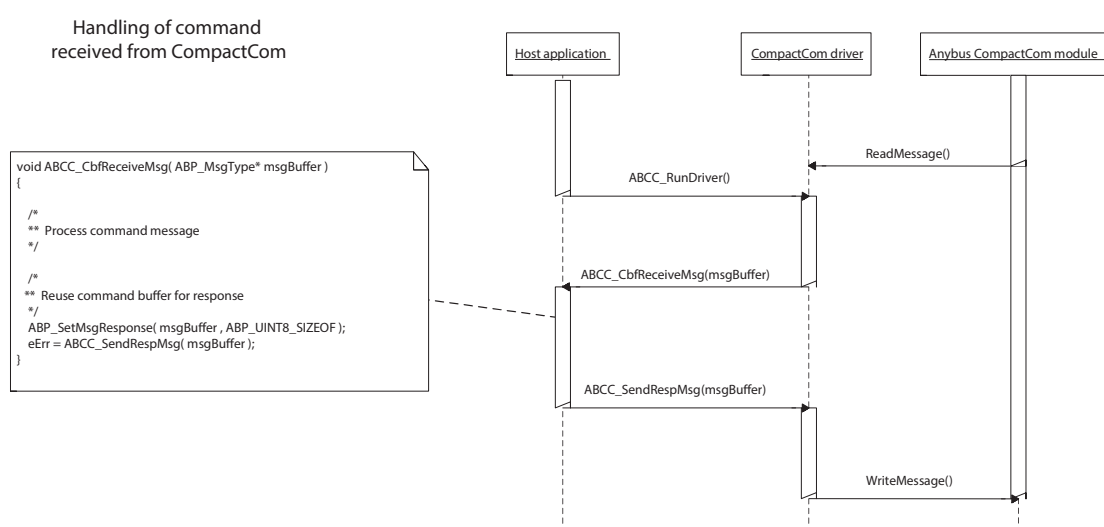 Handling of command
received from CompactCom
Host application
CompactCom driver
Anybus CompactCom module
ReadMessage()
ABCC_RunDriver()
void ABCC_CbfReceiveMsg( ABP_MsgType* msgBuffer )
{
/*
** Process command message
*/
/*
** Reuse command buffer for response
*/
ABP_SetMsgResponse( msgBuffer , ABP_UINT8_SIZEOF );
eErr = ABCC_SendRespMsg( msgBuffer );
}
ABCC_CbfReceiveMsg(msgBuffer)
ABCC_SendRespMsg(msgBuffer)
WriteMessage()